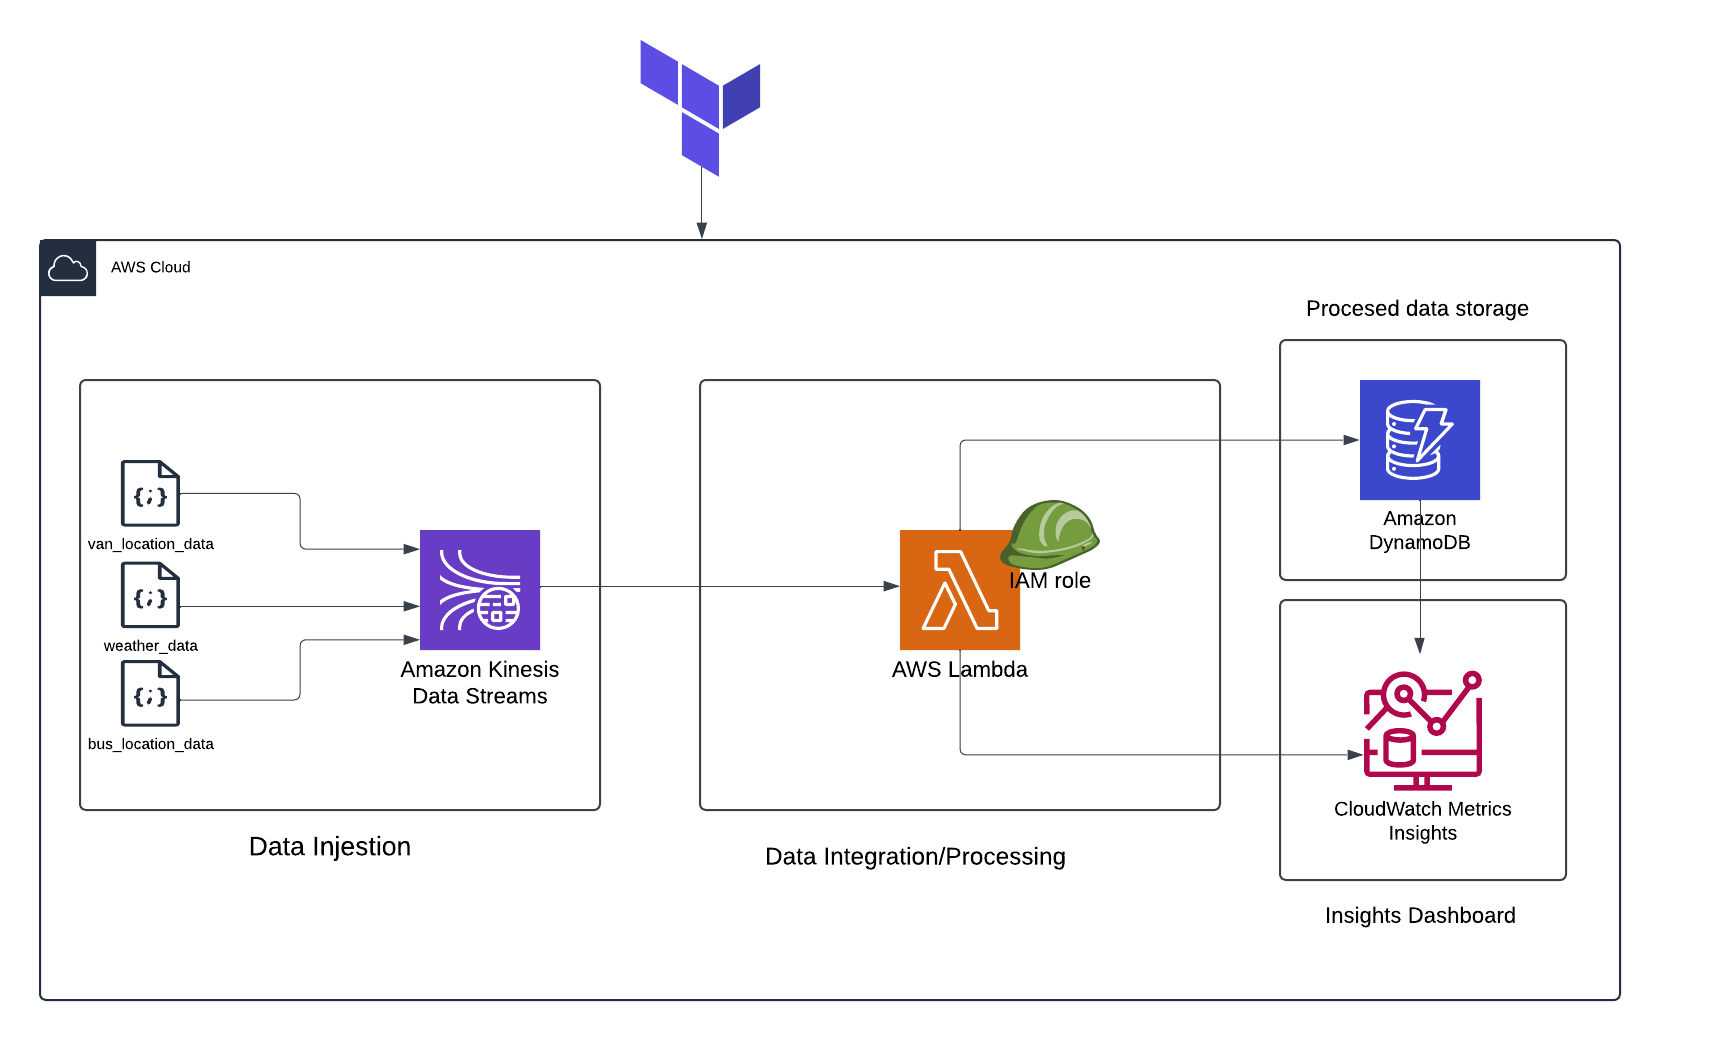 AWS Cloud
Procesed data storage
van_location_data
weather_data
bus_location_data
Amazon Kinesis
Data Streams
Data Injestion
IAM role
AWS Lambda
Data Integration/Processing
Amazon
DynamoDB
CloudWatch Metrics
Insights
Insights Dashboard